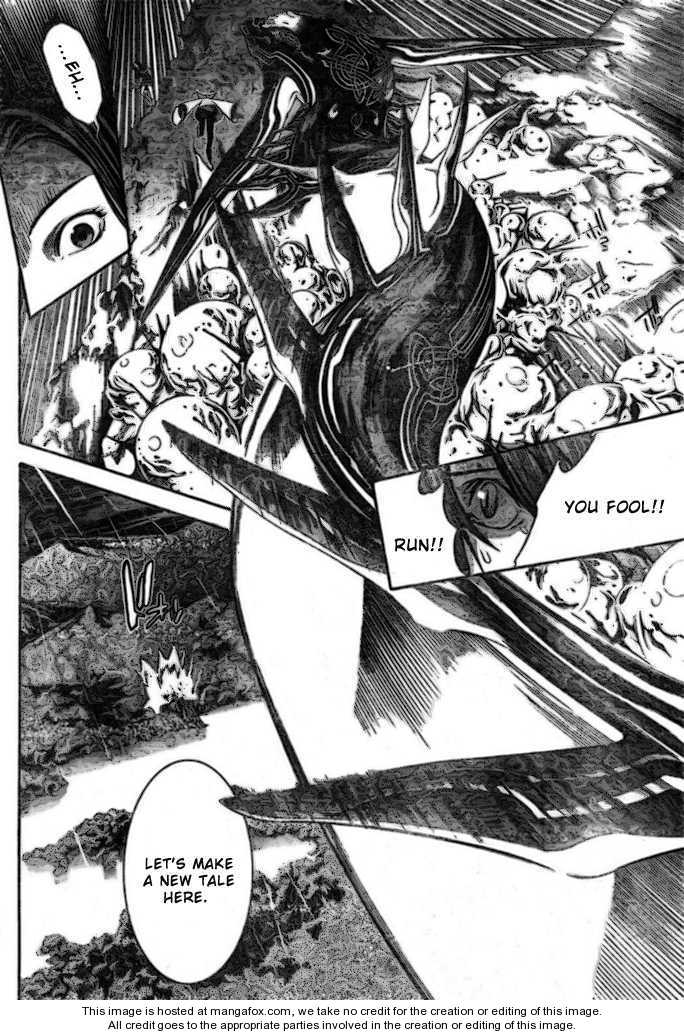 ...EH...
YOU FOOL!!
RUN!!
LET'S MAKE
A NEW TALE
HERE.
This image is hosted at mangafox.com, we take no credit for the creation or editing of this image.
All credit goes to the appropriate parties involved in the creation or editing of this image.